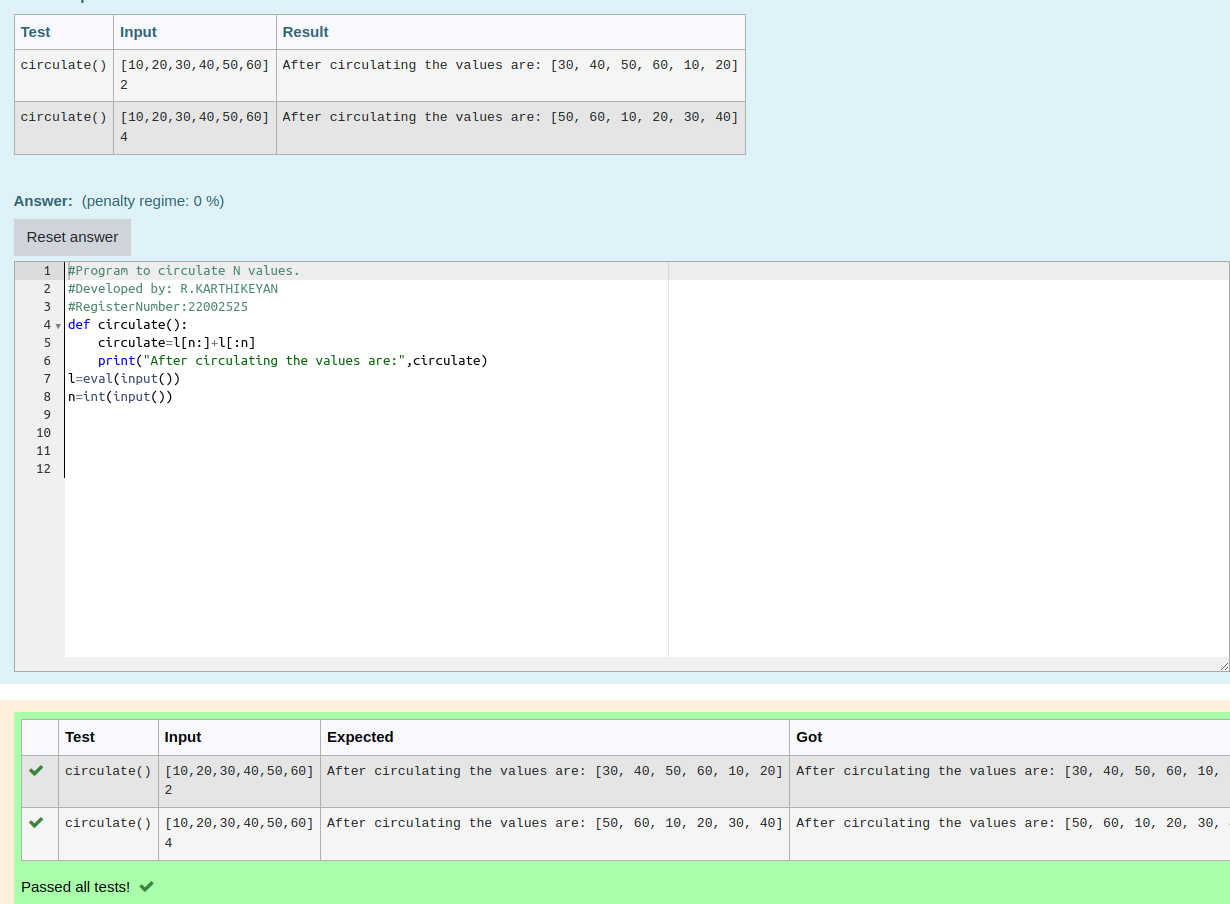 Test Input Result
circulate() [10,20,30,40,50,60] After circulating the values are: [30, 40, 50, 60, 10, 20]
2
circulate() [10,20,30,40,50,60] After circulating the values are: [50, 60, 10, 20, 30, 40]
4
Answer: (penalty regime: 0 %)
Reset answer
1 #Program to circulate N values.
2 #Developed by: R.KARTHIKEYAN
3 #RegisterNumber:22002525
4 def circulate():
5     circulate=l[n:]+l[:n]
6     print("After circulating the values are:",circulate)
7 l=eval(input())
8 n=int(input())
9
10
11
12
Test Input Expected Got
circulate() [10,20,30,40,50,60] After circulating the values are: [30, 40, 50, 60, 10, 20] After circulating the values are: [30, 40, 50, 60, 10,
2
circulate() [10,20,30,40,50,60] After circulating the values are: [50, 60, 10, 20, 30, 40] After circulating the values are: [50, 60, 10, 20, 30,
4
Passed all tests!